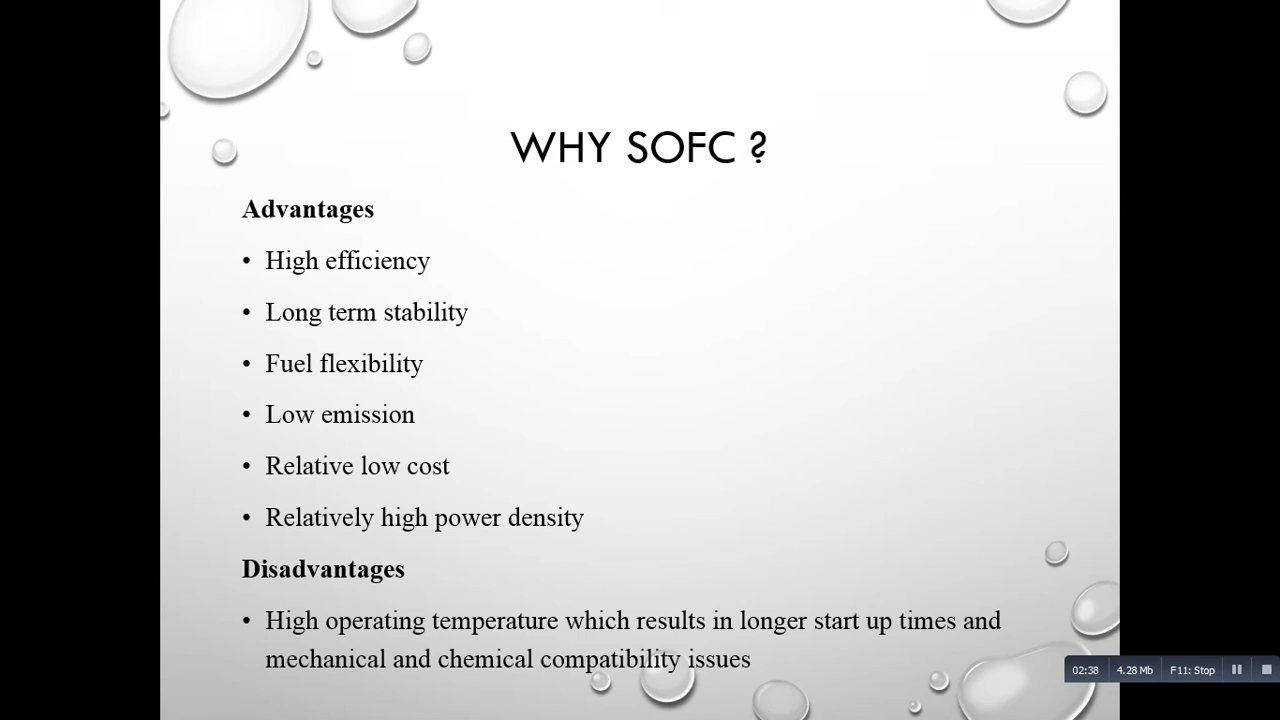 WHY SOFC ?
Advantages
• High efficiency
• Long term stability
• Fuel flexibility
• Low emission
• Relative low cost
• Relatively high power density
Disadvantages
• High operating temperature which results in longer start up times and
mechanical and chemical compatibility issues
02:38 4.28 Mb F11: Stop